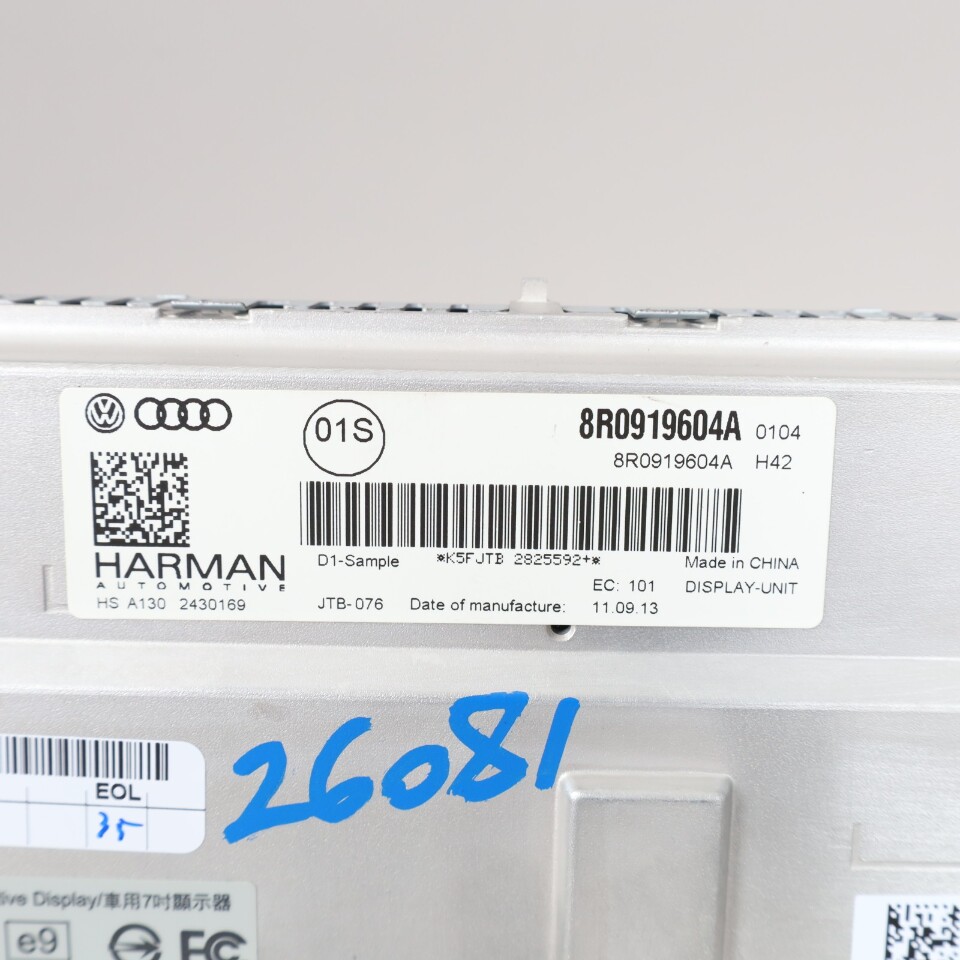 01S
8R0919604A 0104
8R0919604A H42
HARMAN
AUTOMOTIVE
D1-Sample *K5FJTB 2825592+* Made in CHINA
EC: 101 DISPLAY-UNIT
HS A130 2430169 JTB-076 Date of manufacture: 11.09.13
26081
EOL
35
Display/車用7吋顯示器
e9
FC